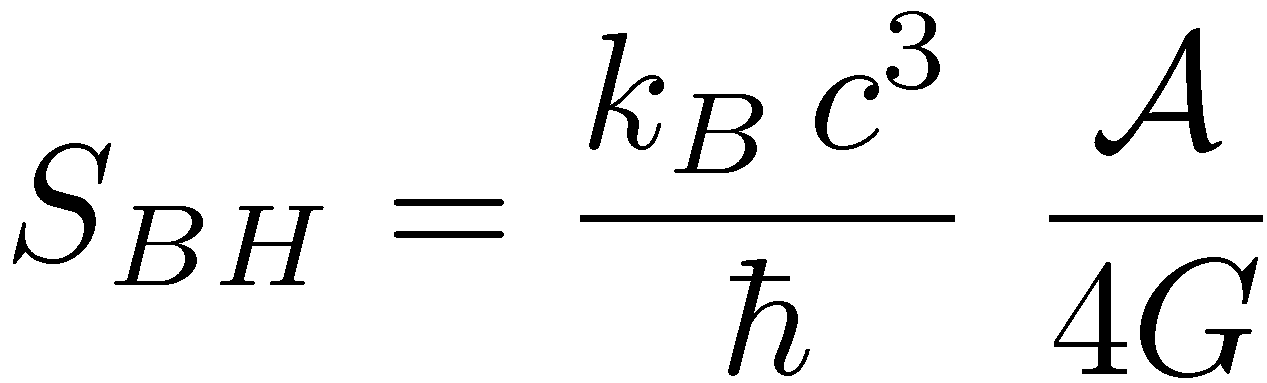 S_{BH} = \frac{k_B \, c^3}{\hbar} \, \frac{\mathcal{A}}{4G}